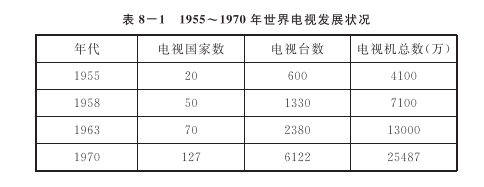 表 8－1 1955～1970 年世界电视发展状况
年代 电视国家数 电视台数 电视机总数(万)
1955 20 600 4100
1958 50 1330 7100
1963 70 2380 13000
1970 127 6122 25487